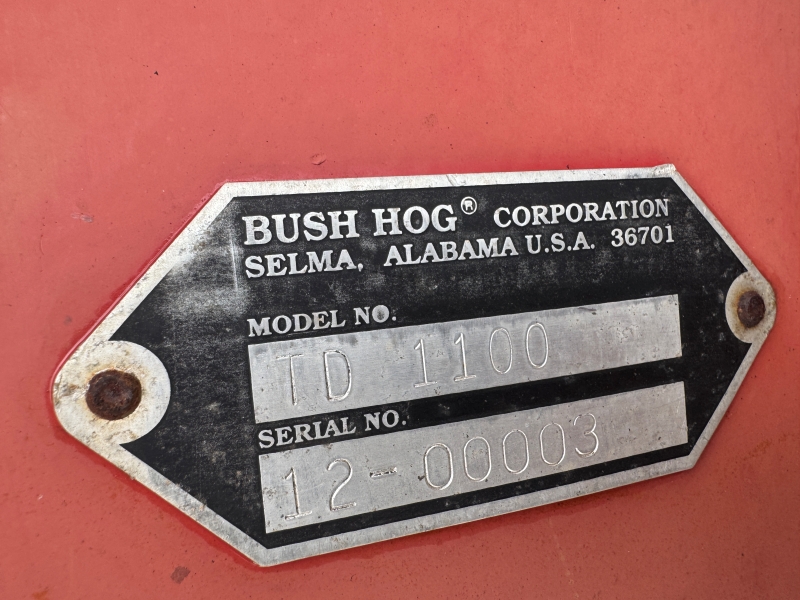 BUSH HOG® CORPORATION
SELMA, ALABAMA U.S.A. 36701
MODEL NO.
TD 1100
SERIAL NO.
12-00003